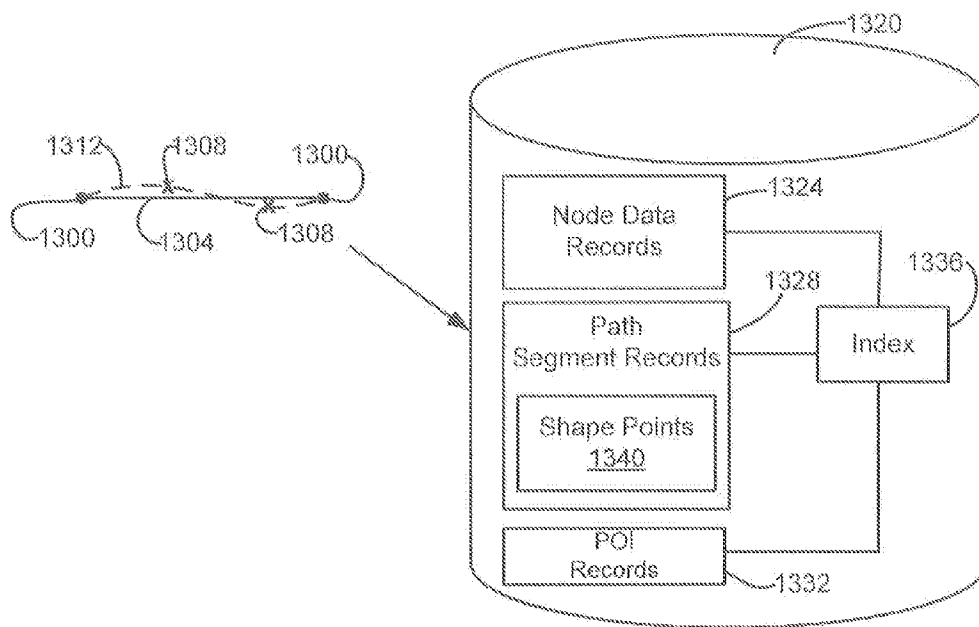 1320
1312
1308
1300
1300
1304
1308
Node Data
Records
1324
1336
1328
Path
Segment Records
Index
Shape Points
1340
POI
Records
1332